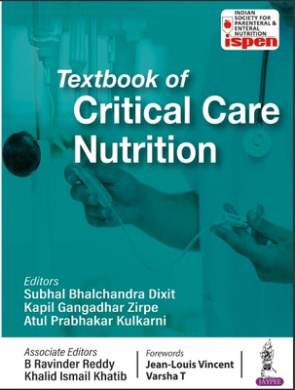 INDIAN
SOCIETY FOR
PARENTERAL &
ENTERAL
NUTRITION
ispen
Textbook of
Critical Care
Nutrition
Editors
Subhal Bhalchandra Dixit
Kapil Gangadhar Zirpe
Atul Prabhakar Kulkarni
Associate Editors
B Ravinder Reddy
Khalid Ismail Khatib
Forewords
Jean-Louis Vincent
Varsha T
JAYPEE